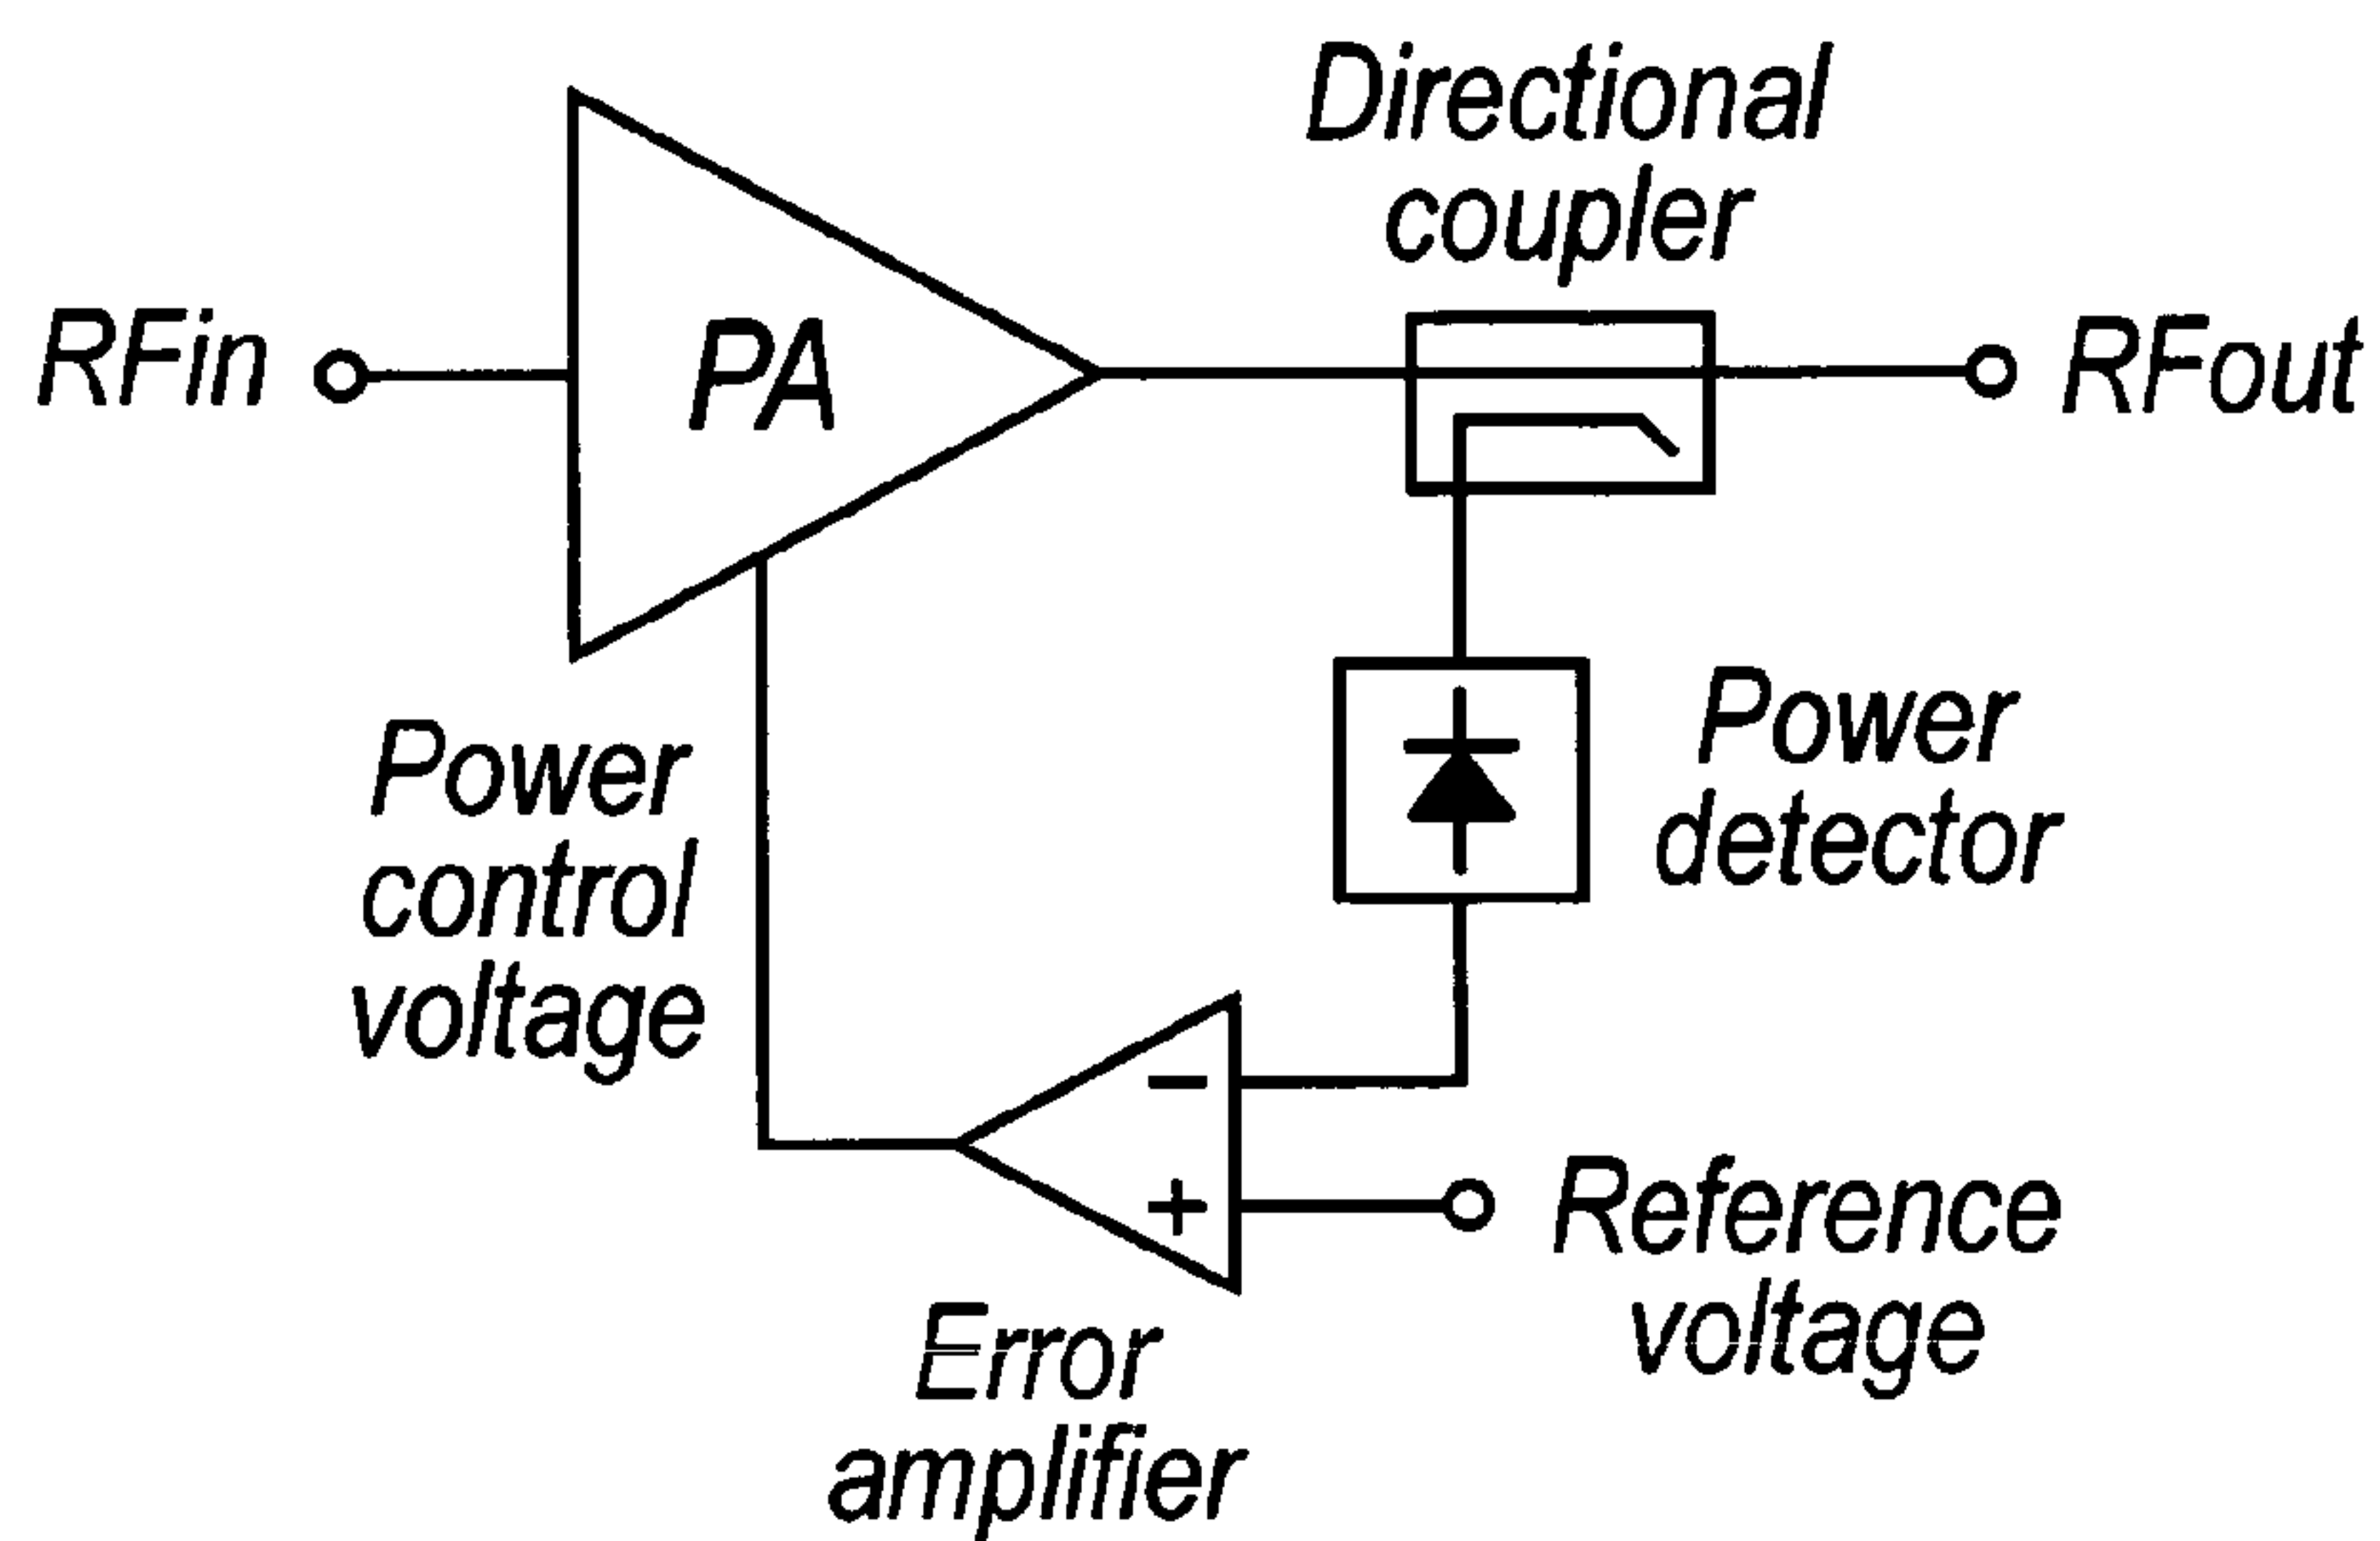 Directional
coupler
RFin
PA
RFout
Power
control
voltage
Power
detector
−
+
Reference
voltage
Error
amplifier